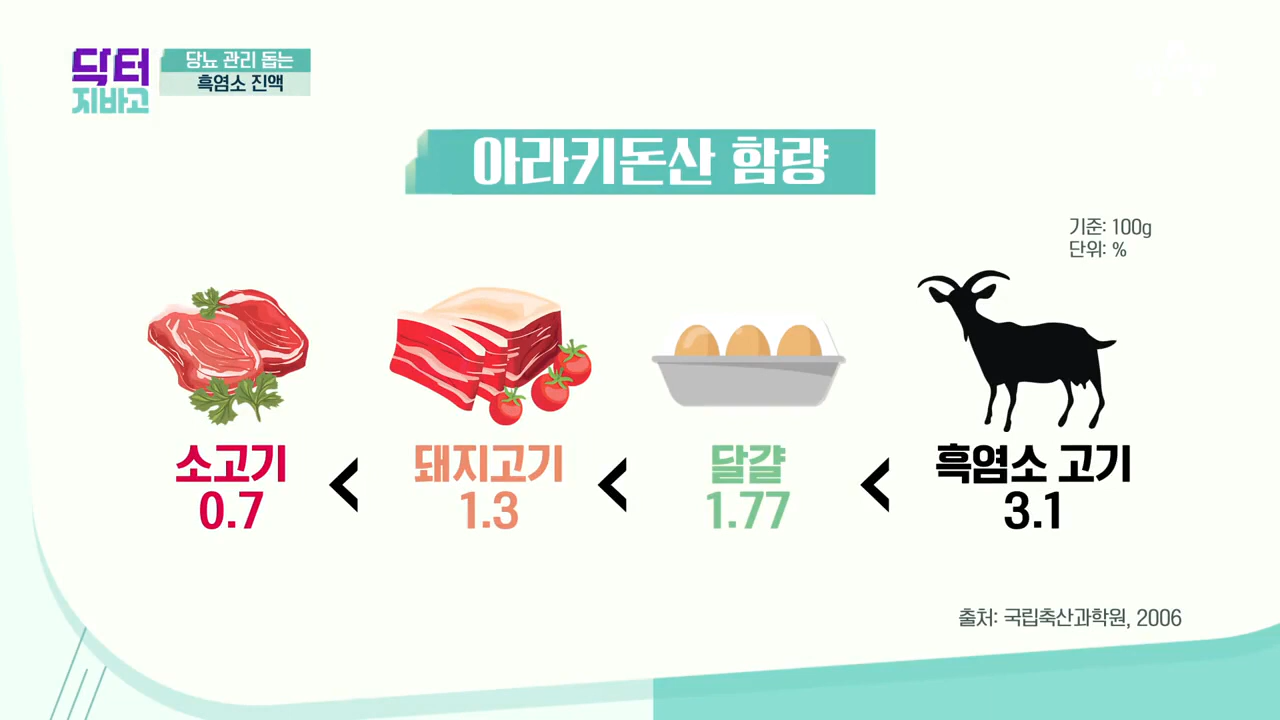 닥터
지바고
당뇨 관리 돕는
흑염소 진액
아라키돈산 함량
기준: 100g
단위: %
소고기 < 돼지고기 < 달걀 < 흑염소 고기
0.7 1.3 1.77 3.1
출처: 국립축산과학원, 2006